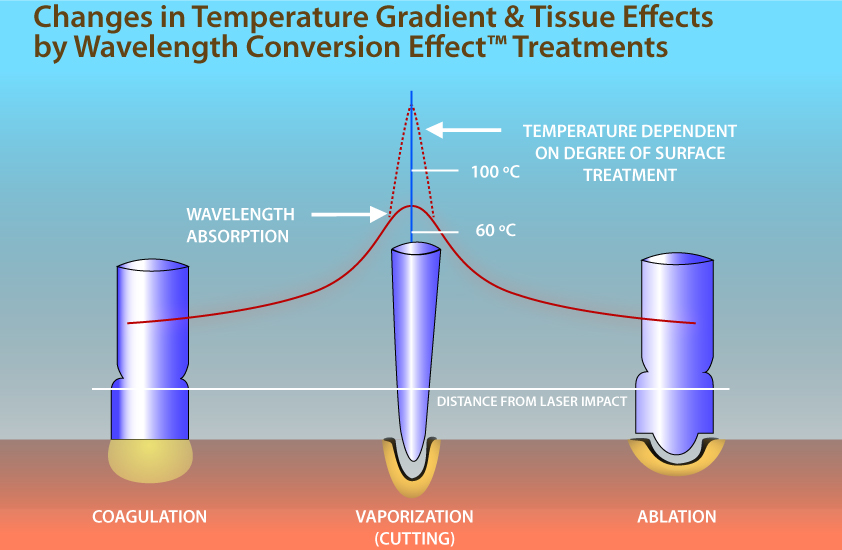 Changes in Temperature Gradient & Tissue Effects
by Wavelength Conversion Effect™ Treatments
TEMPERATURE DEPENDENT
ON DEGREE OF SURFACE
TREATMENT
100 ºC
WAVELENGTH
ABSORPTION
60 ºC
DISTANCE FROM LASER IMPACT
COAGULATION
VAPORIZATION
(CUTTING)
ABLATION